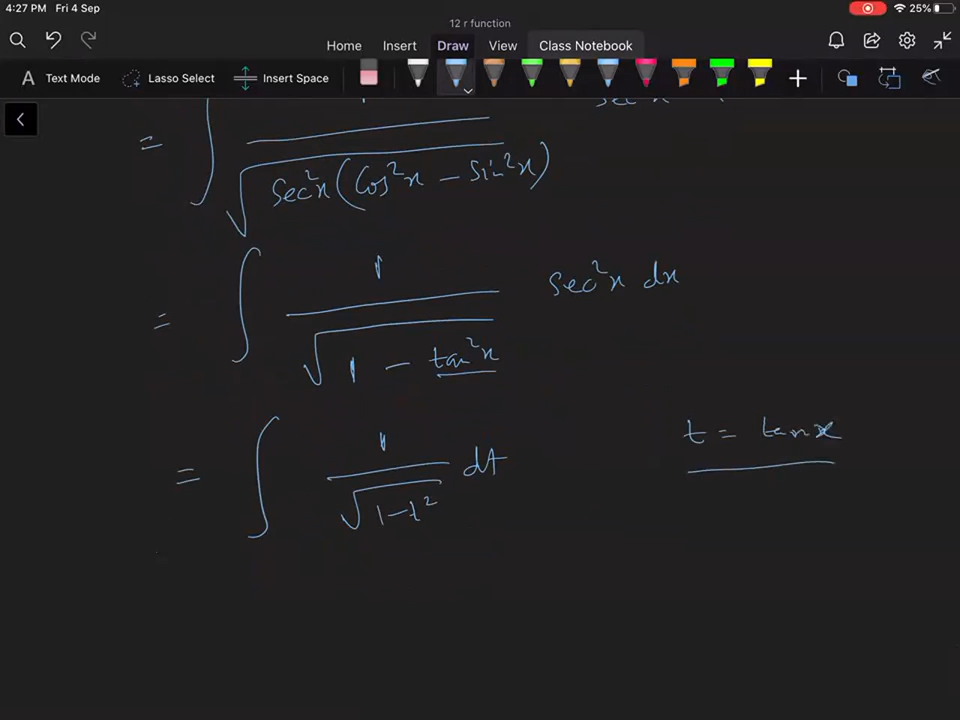 4:27 PM Fri 4 Sep 25%
12 r function
Home Insert Draw View Class Notebook
A Text Mode Lasso Select Insert Space
= ∫ 1/√(sec²x (cos²x − sin²x))
= ∫ 1/√(1 − tan²x) sec²x dx
= ∫ 1/√(1−t²) dt t = tanx